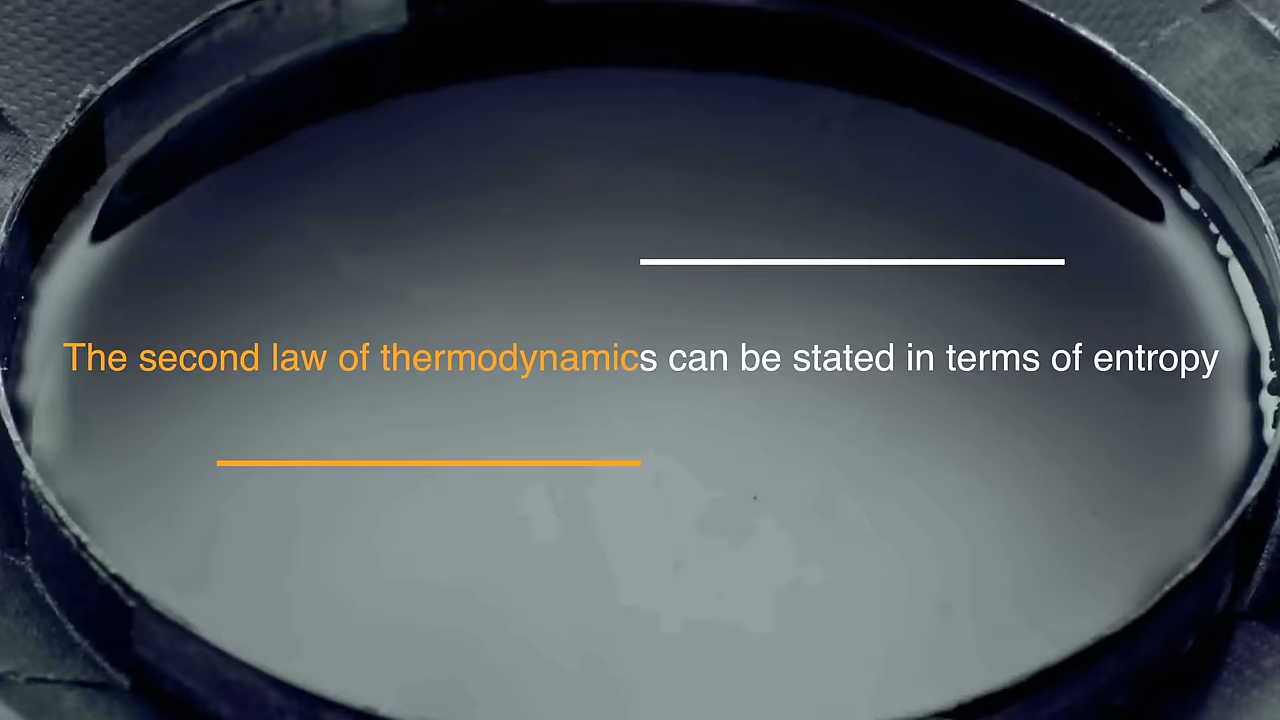 The second law of thermodynamics can be stated in terms of entropy